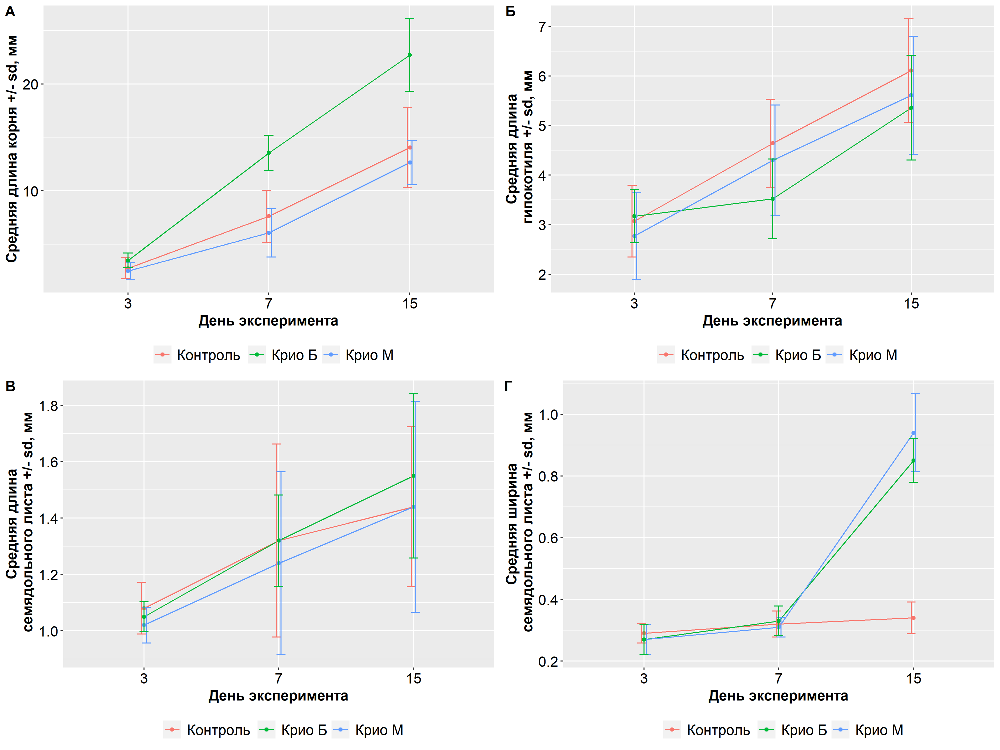 А
Средняя длина корня +/- sd, мм
20
10
3 7 15
День эксперимента
Контроль Крио Б Крио М
Б
Средняя длина
гипокотиля +/- sd, мм
7
6
5
4
3
2
3 7 15
День эксперимента
Контроль Крио Б Крио М
В
Средняя длина
семядольного листа +/- sd, мм
1.8
1.6
1.4
1.2
1.0
3 7 15
День эксперимента
Контроль Крио Б Крио М
Г
Средняя ширина
семядольного листа +/- sd, мм
1.0
0.8
0.6
0.4
0.2
3 7 15
День эксперимента
Контроль Крио Б Крио М